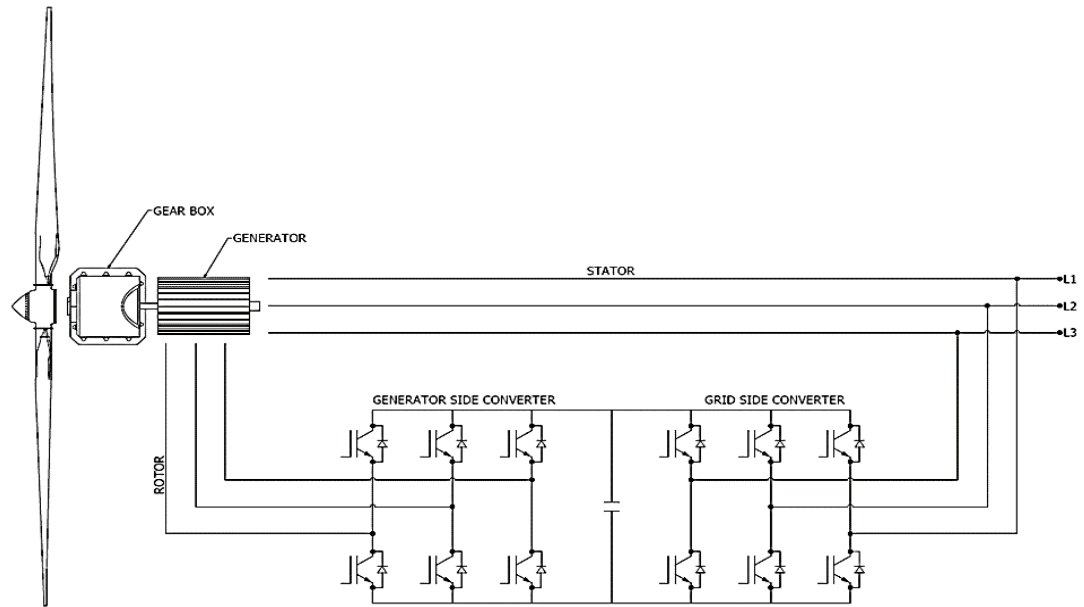 GEAR BOX
GENERATOR
STATOR
L1
L2
L3
GENERATOR SIDE CONVERTER
GRID SIDE CONVERTER
ROTOR